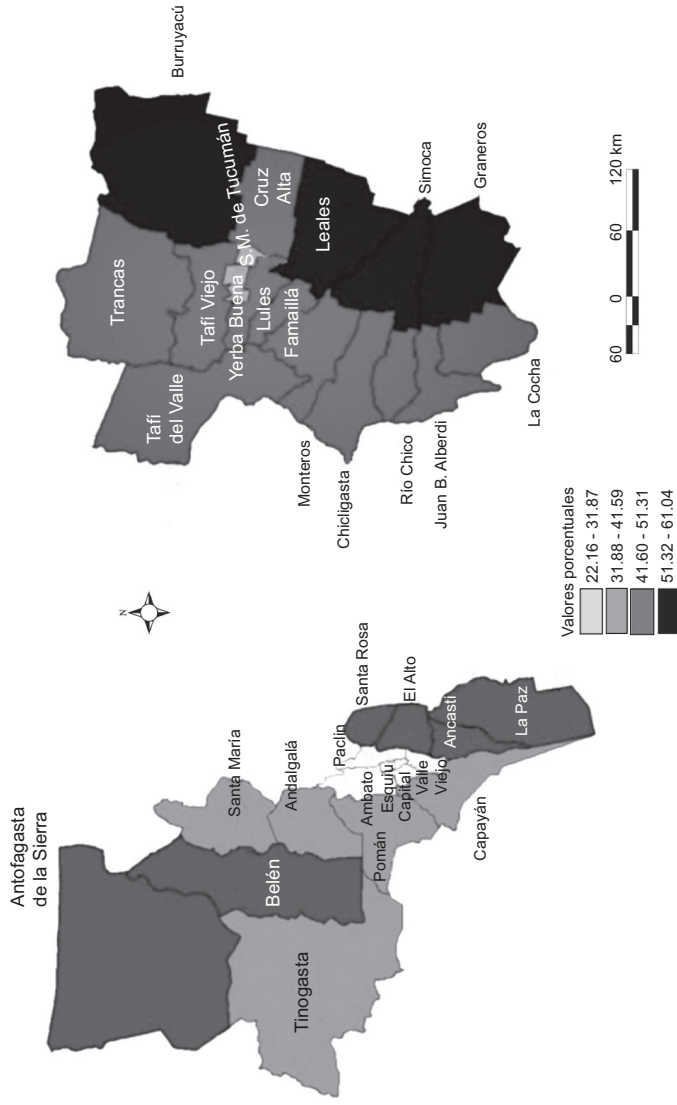 Antofagasta
de la Sierra
Santa María
Andalgalá
Belén
Tinogasta
Pomán
Paclin
Ambato
Esquiú
Capital
Valle
Viejo
Santa Rosa
El Alto
Ancasti
La Paz
Capayán
N
Trancas
Burruyacú
Tafí
del Valle
Tafí Viejo
Yerba Buena
S.M. de Tucumán
Cruz
Alta
Lules
Famaillá
Leales
Monteros
Chicligasta
Simoca
Río Chico
Juan B. Alberdi
Graneros
La Cocha
Valores porcentuales
22.16 - 31.87
31.88 - 41.59
41.60 - 51.31
51.32 - 61.04
60 0 60 120 km